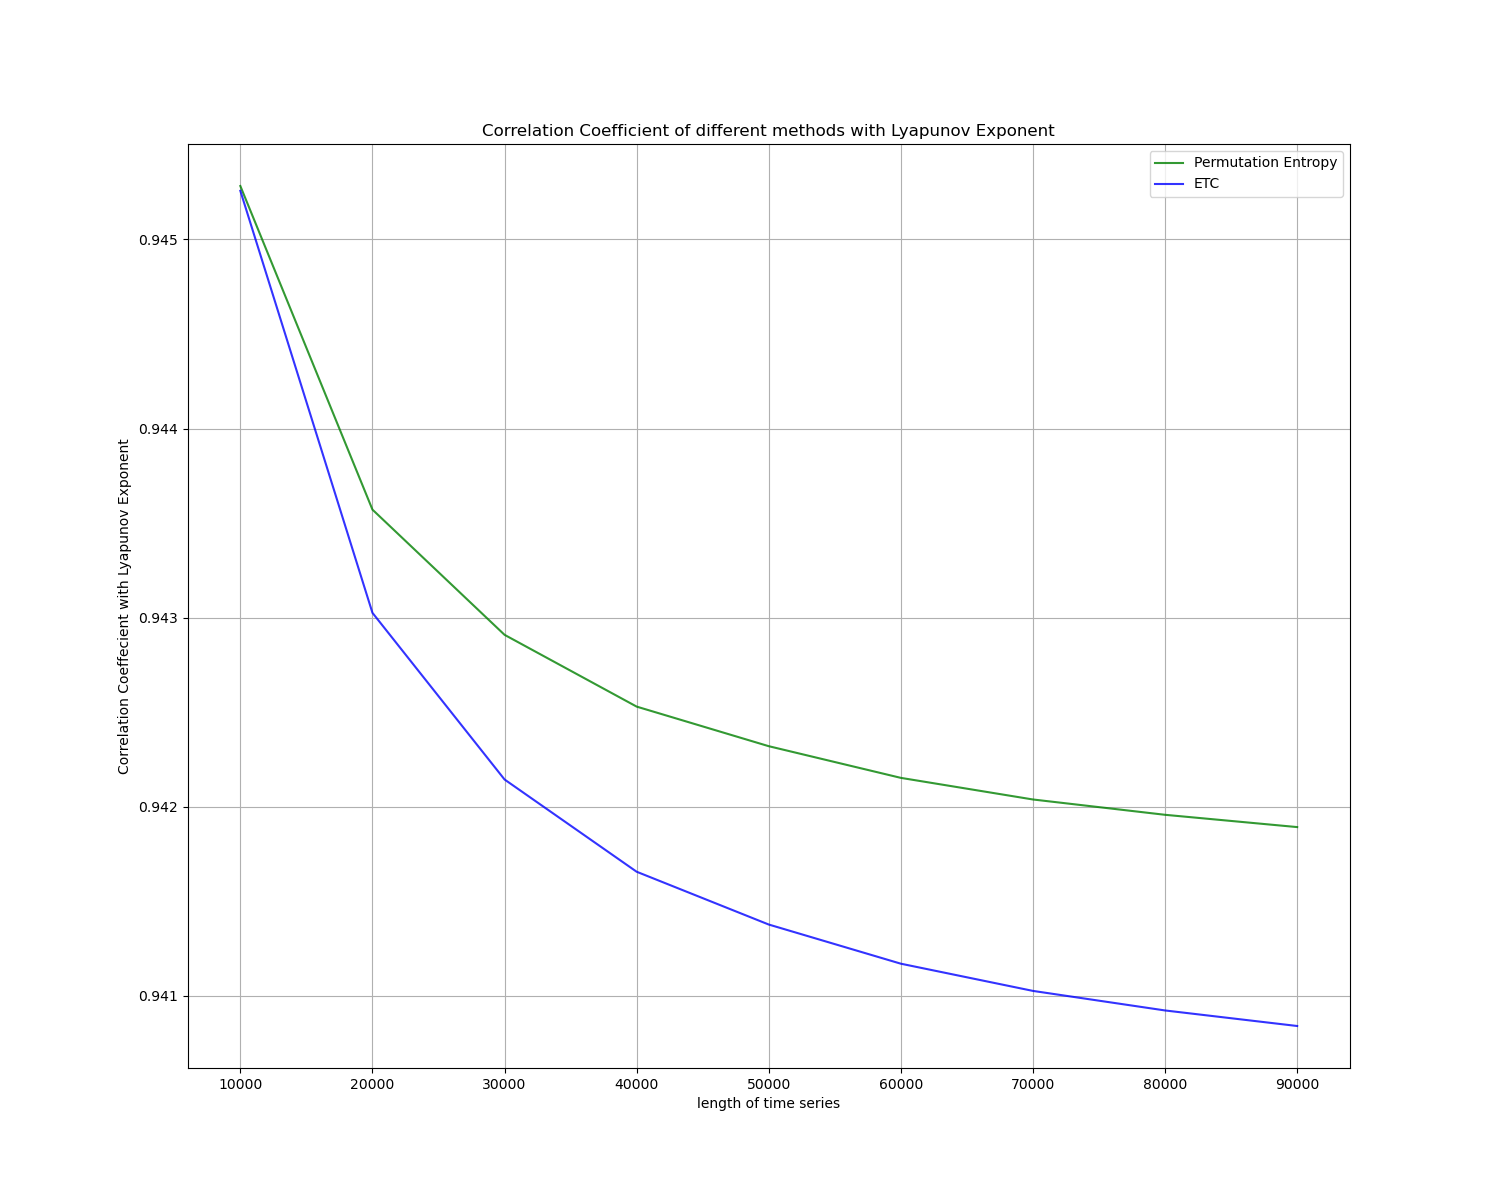 Correlation Coefficient of different methods with Lyapunov Exponent
Permutation Entropy
ETC
Correlation Coeffecient with Lyapunov Exponent
0.945
0.944
0.943
0.942
0.941
10000 20000 30000 40000 50000 60000 70000 80000 90000
length of time series